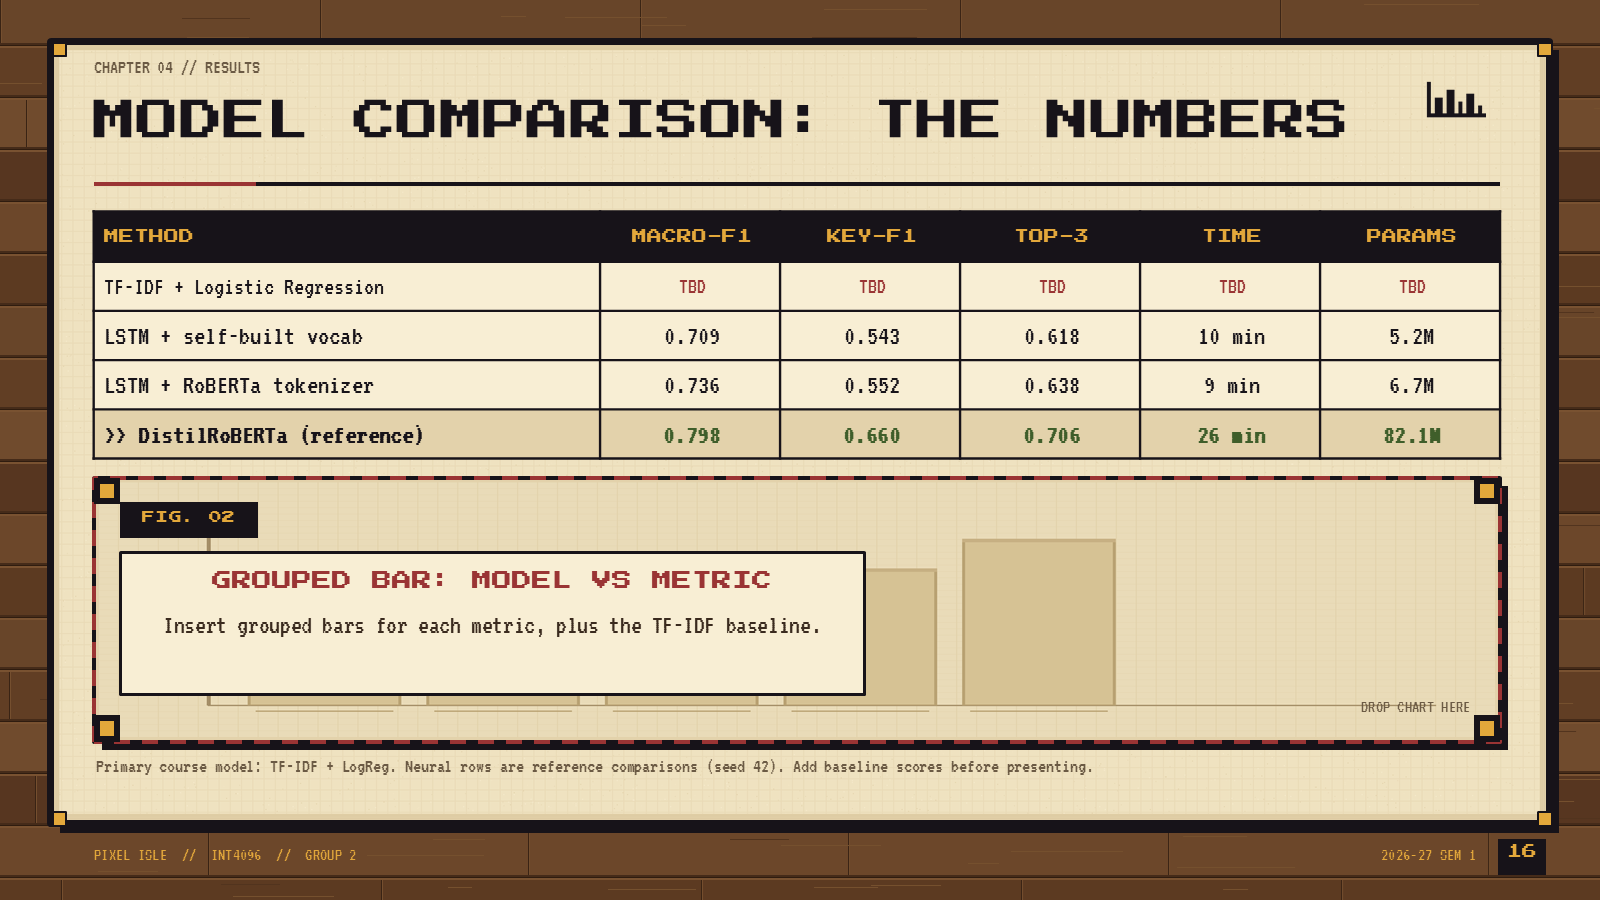 CHAPTER 04 // RESULTS
MODEL COMPARISON: THE NUMBERS
METHOD MACRO-F1 KEY-F1 TOP-3 TIME PARAMS
TF-IDF + Logistic Regression TBD TBD TBD TBD TBD
LSTM + self-built vocab 0.709 0.543 0.618 10 min 5.2M
LSTM + RoBERTa tokenizer 0.736 0.552 0.638 9 min 6.7M
>> DistilRoBERTa (reference) 0.798 0.660 0.706 26 min 82.1M
FIG. 02
GROUPED BAR: MODEL VS METRIC
Insert grouped bars for each metric, plus the TF-IDF baseline.
DROP CHART HERE
Primary course model: TF-IDF + LogReg. Neural rows are reference comparisons (seed 42). Add baseline scores before presenting.
PIXEL ISLE // INT4096 // GROUP 2
2026-27 SEM 1 16